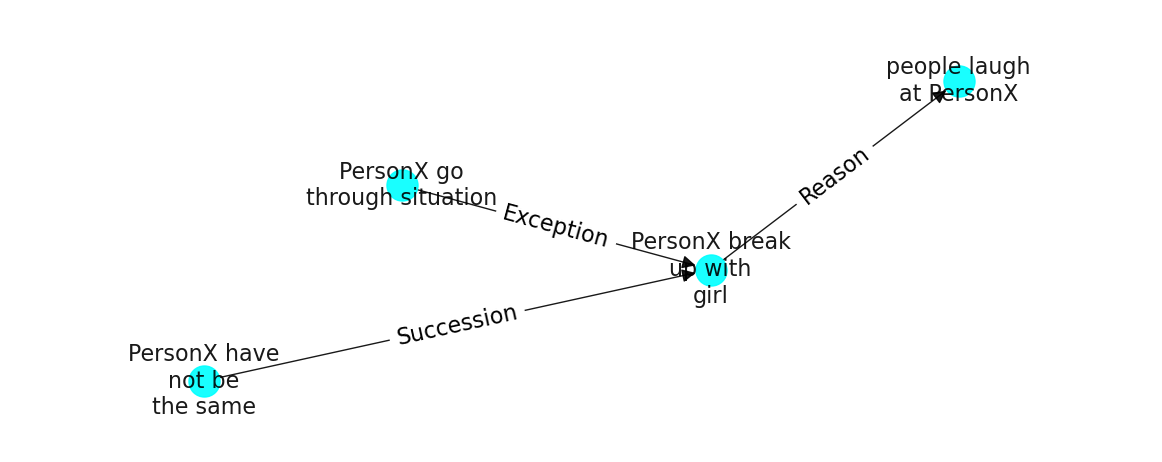 people laugh
at PersonX
Reason
PersonX go
through situation
Exception
PersonX break
up with
girl
Succession
PersonX have
not be
the same